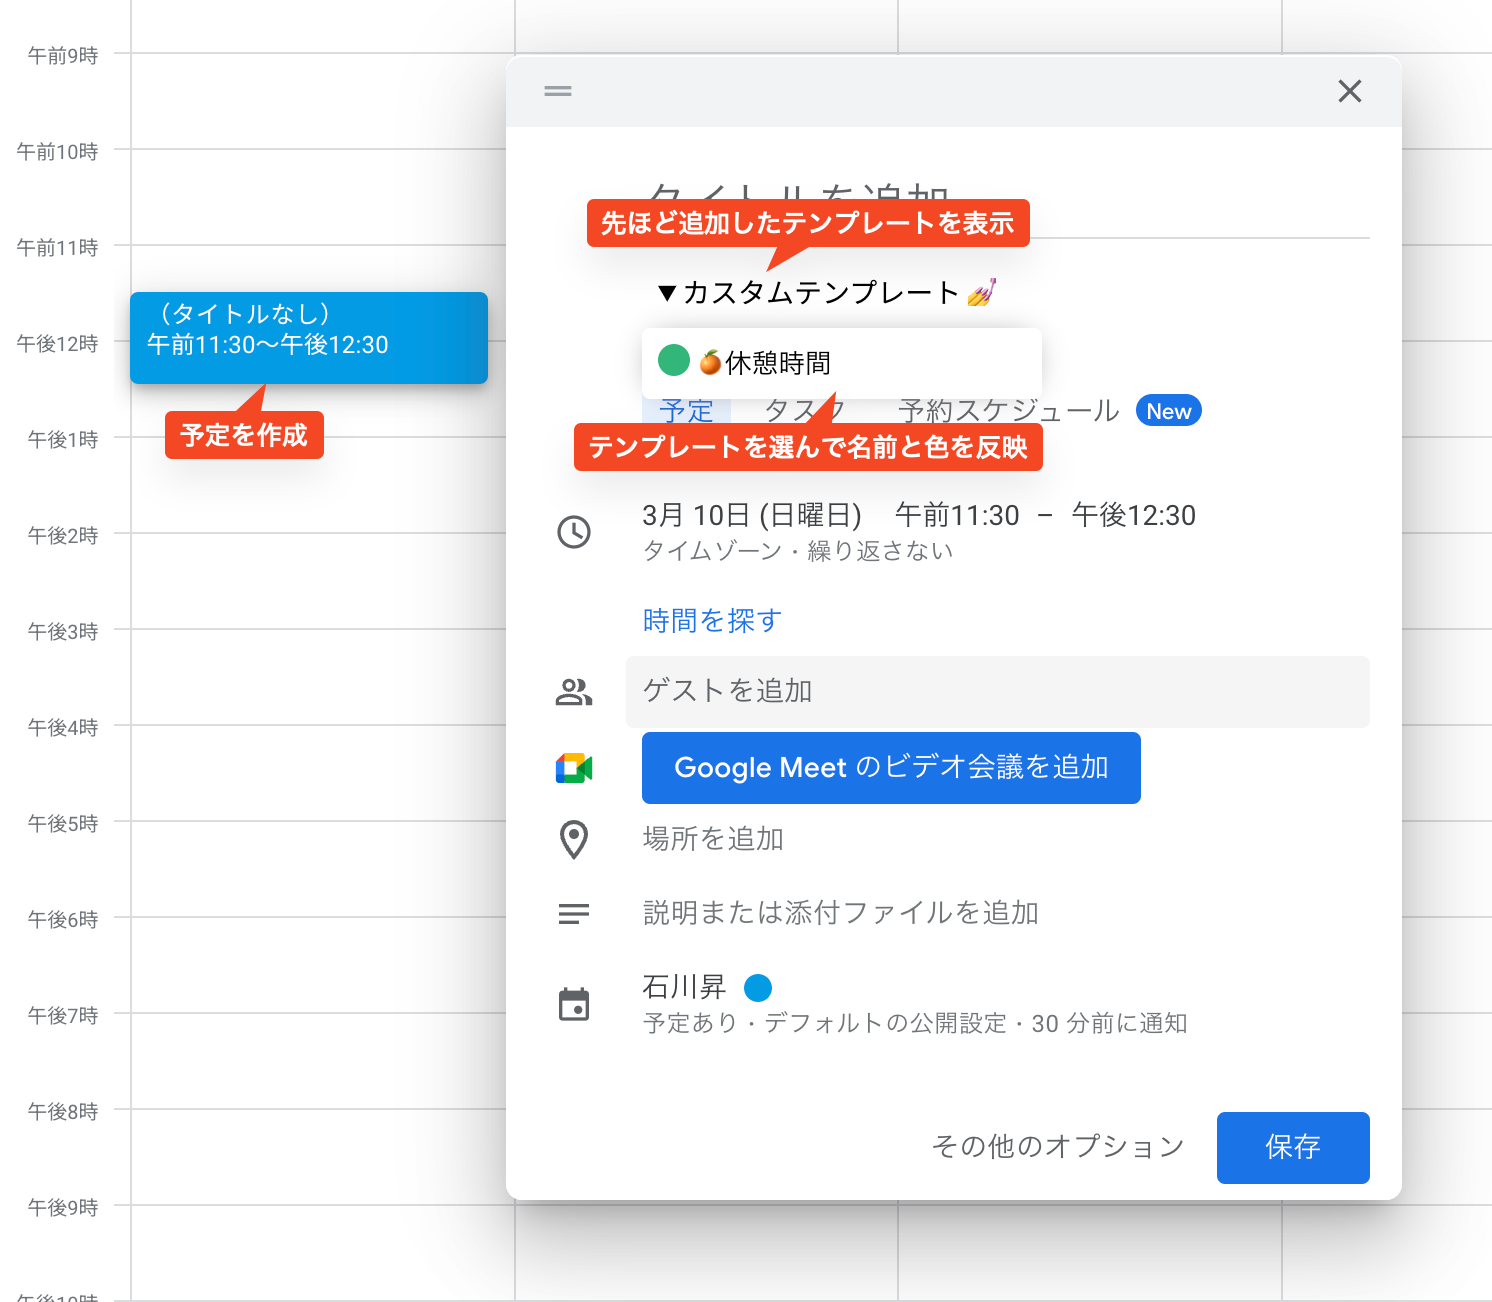 午前9時
午前10時
午前11時
午後12時
午後1時
午後2時
午後3時
午後4時
午後5時
午後6時
午後7時
午後8時
午後9時
午後10時
（タイトルなし）
午前11:30～午後12:30
予定を作成
タイトルを追加
先ほど追加したテンプレートを表示
▼カスタムテンプレート 💅
🍊休憩時間
予定 タスク 予約スケジュール New
テンプレートを選んで名前と色を反映
3月 10日 (日曜日) 午前11:30 – 午後12:30
タイムゾーン・繰り返さない
時間を探す
ゲストを追加
Google Meet のビデオ会議を追加
場所を追加
説明または添付ファイルを追加
石川昇
予定あり・デフォルトの公開設定・30 分前に通知
その他のオプション 保存